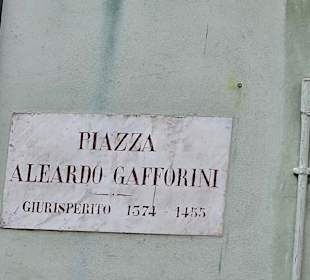 PIAZZA
ALEARDO GAFFORINI
GIURISPERITO 1374 - 1455